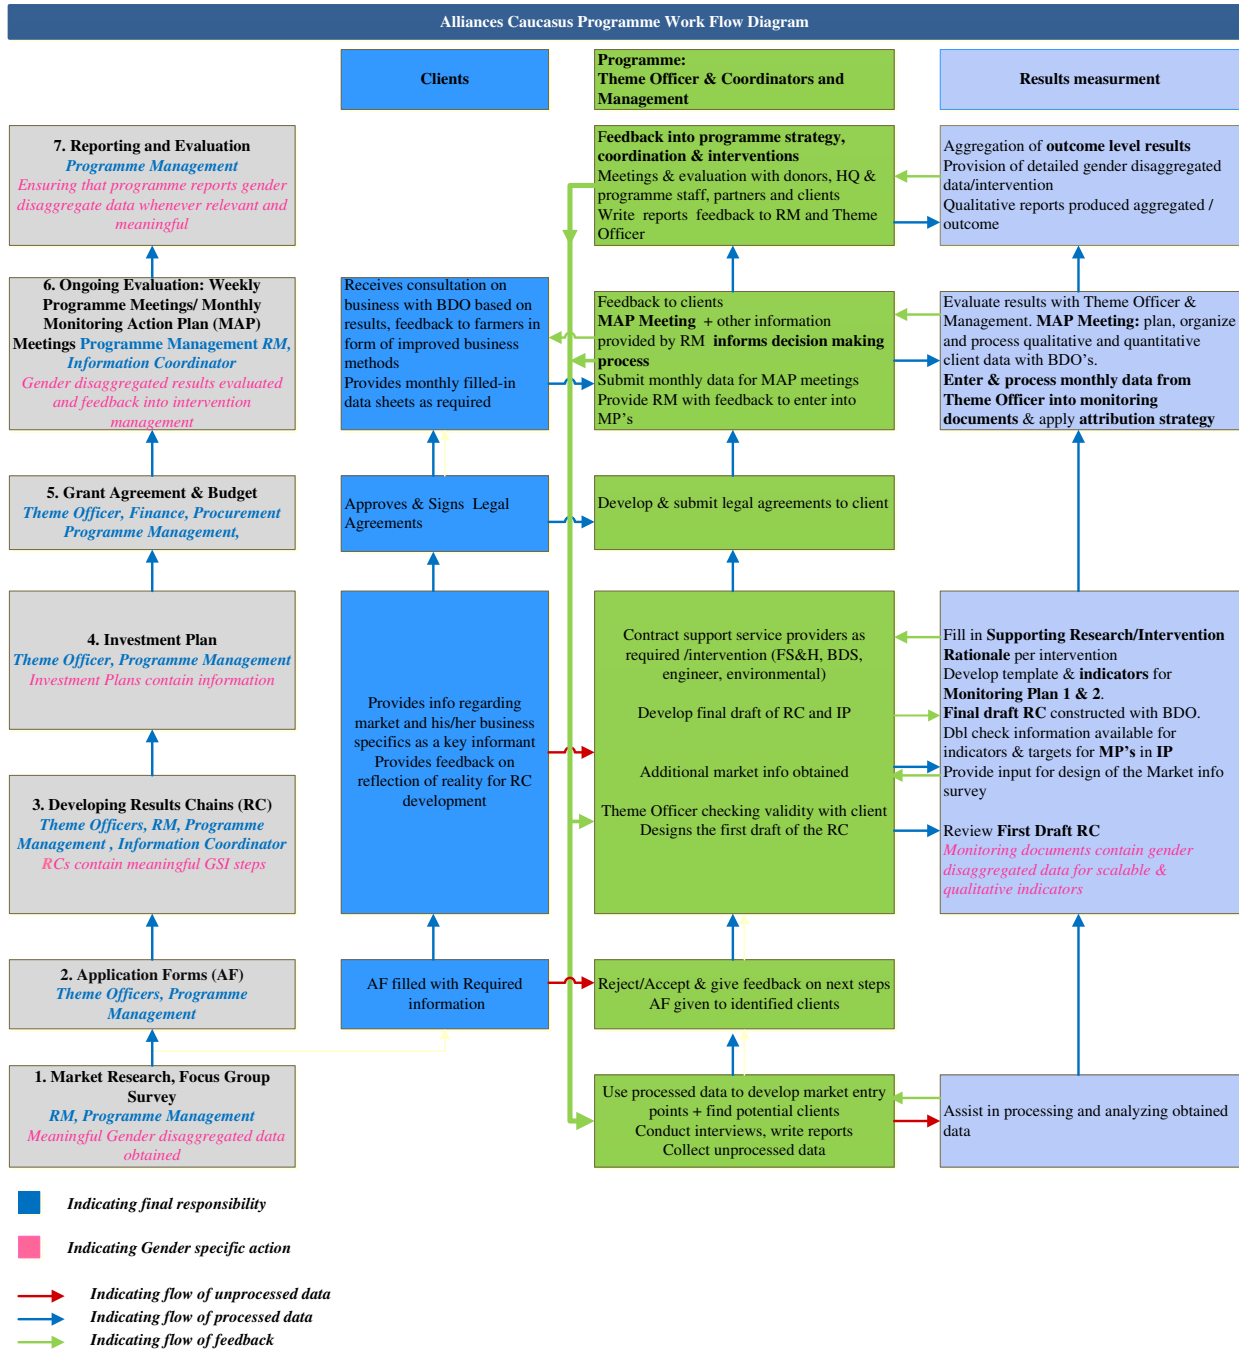 Alliances Caucasus Programme Work Flow Diagram
Clients
Programme:
Theme Officer & Coordinators and
Management
Results measurment
7. Reporting and Evaluation
Programme Management
Ensuring that programme reports gender
disaggregate data whenever relevant and
meaningful
Feedback into programme strategy,
coordination & interventions
Meetings & evaluation with donors, HQ &
programme staff, partners and clients
Write reports feedback to RM and Theme
Officer
Aggregation of outcome level results
Provision of detailed gender disaggregated
data/intervention
Qualitative reports produced aggregated /
outcome
6. Ongoing Evaluation: Weekly
Programme Meetings/ Monthly
Monitoring Action Plan (MAP)
Meetings Programme Management RM,
Information Coordinator
Gender disaggregated results evaluated
and feedback into intervention
management
Receives consultation on
business with BDO based on
results, feedback to farmers in
form of improved business
methods
Provides monthly filled-in
data sheets as required
Feedback to clients
MAP Meeting + other information
provided by RM informs decision making
process
Submit monthly data for MAP meetings
Provide RM with feedback to enter into
MP's
Evaluate results with Theme Officer &
Management. MAP Meeting: plan, organize
and process qualitative and quantitative
client data with BDO's.
Enter & process monthly data from
Theme Officer into monitoring
documents & apply attribution strategy
5. Grant Agreement & Budget
Theme Officer, Finance, Procurement
Programme Management,
Approves & Signs Legal
Agreements
Develop & submit legal agreements to client
4. Investment Plan
Theme Officer, Programme Management
Investment Plans contain information
3. Developing Results Chains (RC)
Theme Officers, RM, Programme
Management , Information Coordinator
RCs contain meaningful GSI steps
Provides info regarding
market and his/her business
specifics as a key informant
Provides feedback on
reflection of reality for RC
development
Contract support service providers as
required /intervention (FS&H, BDS,
engineer, environmental)
Develop final draft of RC and IP
Additional market info obtained
Theme Officer checking validity with client
Designs the first draft of the RC
Fill in Supporting Research/Intervention
Rationale per intervention
Develop template & indicators for
Monitoring Plan 1 & 2.
Final draft RC constructed with BDO.
Dbl check information available for
indicators & targets for MP's in IP
Provide input for design of the Market info
survey
Review First Draft RC
Monitoring documents contain gender
disaggregated data for scalable &
qualitative indicators
2. Application Forms (AF)
Theme Officers, Programme
Management
AF filled with Required
information
Reject/Accept & give feedback on next steps
AF given to identified clients
1. Market Research, Focus Group
Survey
RM, Programme Management
Meaningful Gender disaggregated data
obtained
Use processed data to develop market entry
points + find potential clients
Conduct interviews, write reports
Collect unprocessed data
Assist in processing and analyzing obtained
data
Indicating final responsibility
Indicating Gender specific action
Indicating flow of unprocessed data
Indicating flow of processed data
Indicating flow of feedback